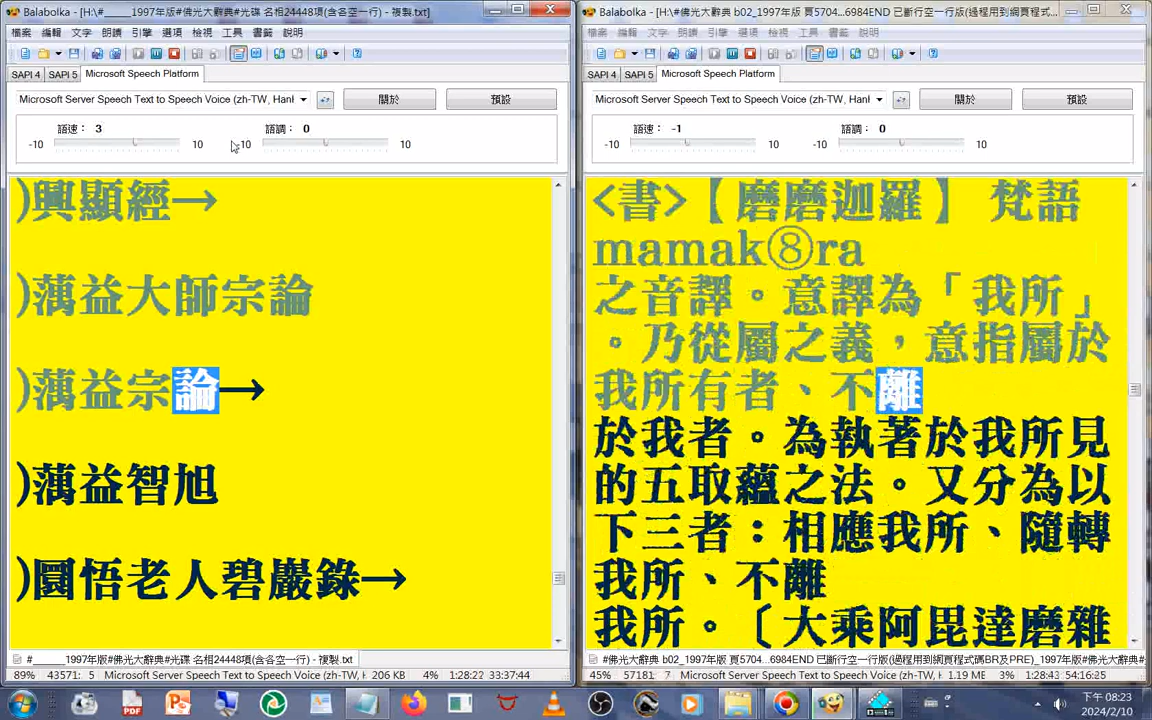 Balabolka - [H:\#_____1997年版#佛光大辭典#光碟 名相24448項(含各空一行) - 複製.txt]
檔案 編輯 文字 朗讀 引擎 選項 檢視 工具 書籤 說明
SAPI 4 SAPI 5 Microsoft Speech Platform
Microsoft Server Speech Text to Speech Voice (zh-TW, Hanl
關於
預設
語速： 3
語調： 0
-10 10 -10 10
)興顯經→
)蕅益大師宗論
)蕅益宗論→
)蕅益智旭
)圜悟老人碧巖錄→
#_____1997年版#佛光大辭典#光碟 名相24448項(含各空一行) - 複製.txt
89% 43571: 5 Microsoft Server Speech Text to Speech Voice (zh-TW, H 206 KB 4% 1:28:22 33:37:44
Balabolka - [H:\#佛光大辭典 b02_1997年版 頁5704...6984END 已斷行空一行版(過程用到網頁程式...
檔案 編輯 文字 朗讀 引擎 選項 檢視 工具 書籤 說明
SAPI 4 SAPI 5 Microsoft Speech Platform
Microsoft Server Speech Text to Speech Voice (zh-TW, Hanl
關於
預設
語速： -1
語調： 0
-10 10 -10 10
<書>【磨磨迦羅】 梵語
mamak⑧ra
之音譯。意譯為「我所」
。乃從屬之義，意指屬於
我所有者、不離
於我者。為執著於我所見
的五取蘊之法。又分為以
下三者：相應我所、隨轉
我所、不離
我所。〔大乘阿毘達磨雜
#佛光大辭典 b02_1997年版 頁5704...6984END 已斷行空一行版(過程用到網頁程式碼BR及PRE)_1997年版#佛光大辭典#
45% 57181: 7 Microsoft Server Speech Text to Speech Voice (zh-TW, H 1.19 MB 3% 1:28:43 54:16:25
下午 08:23
2024/2/10